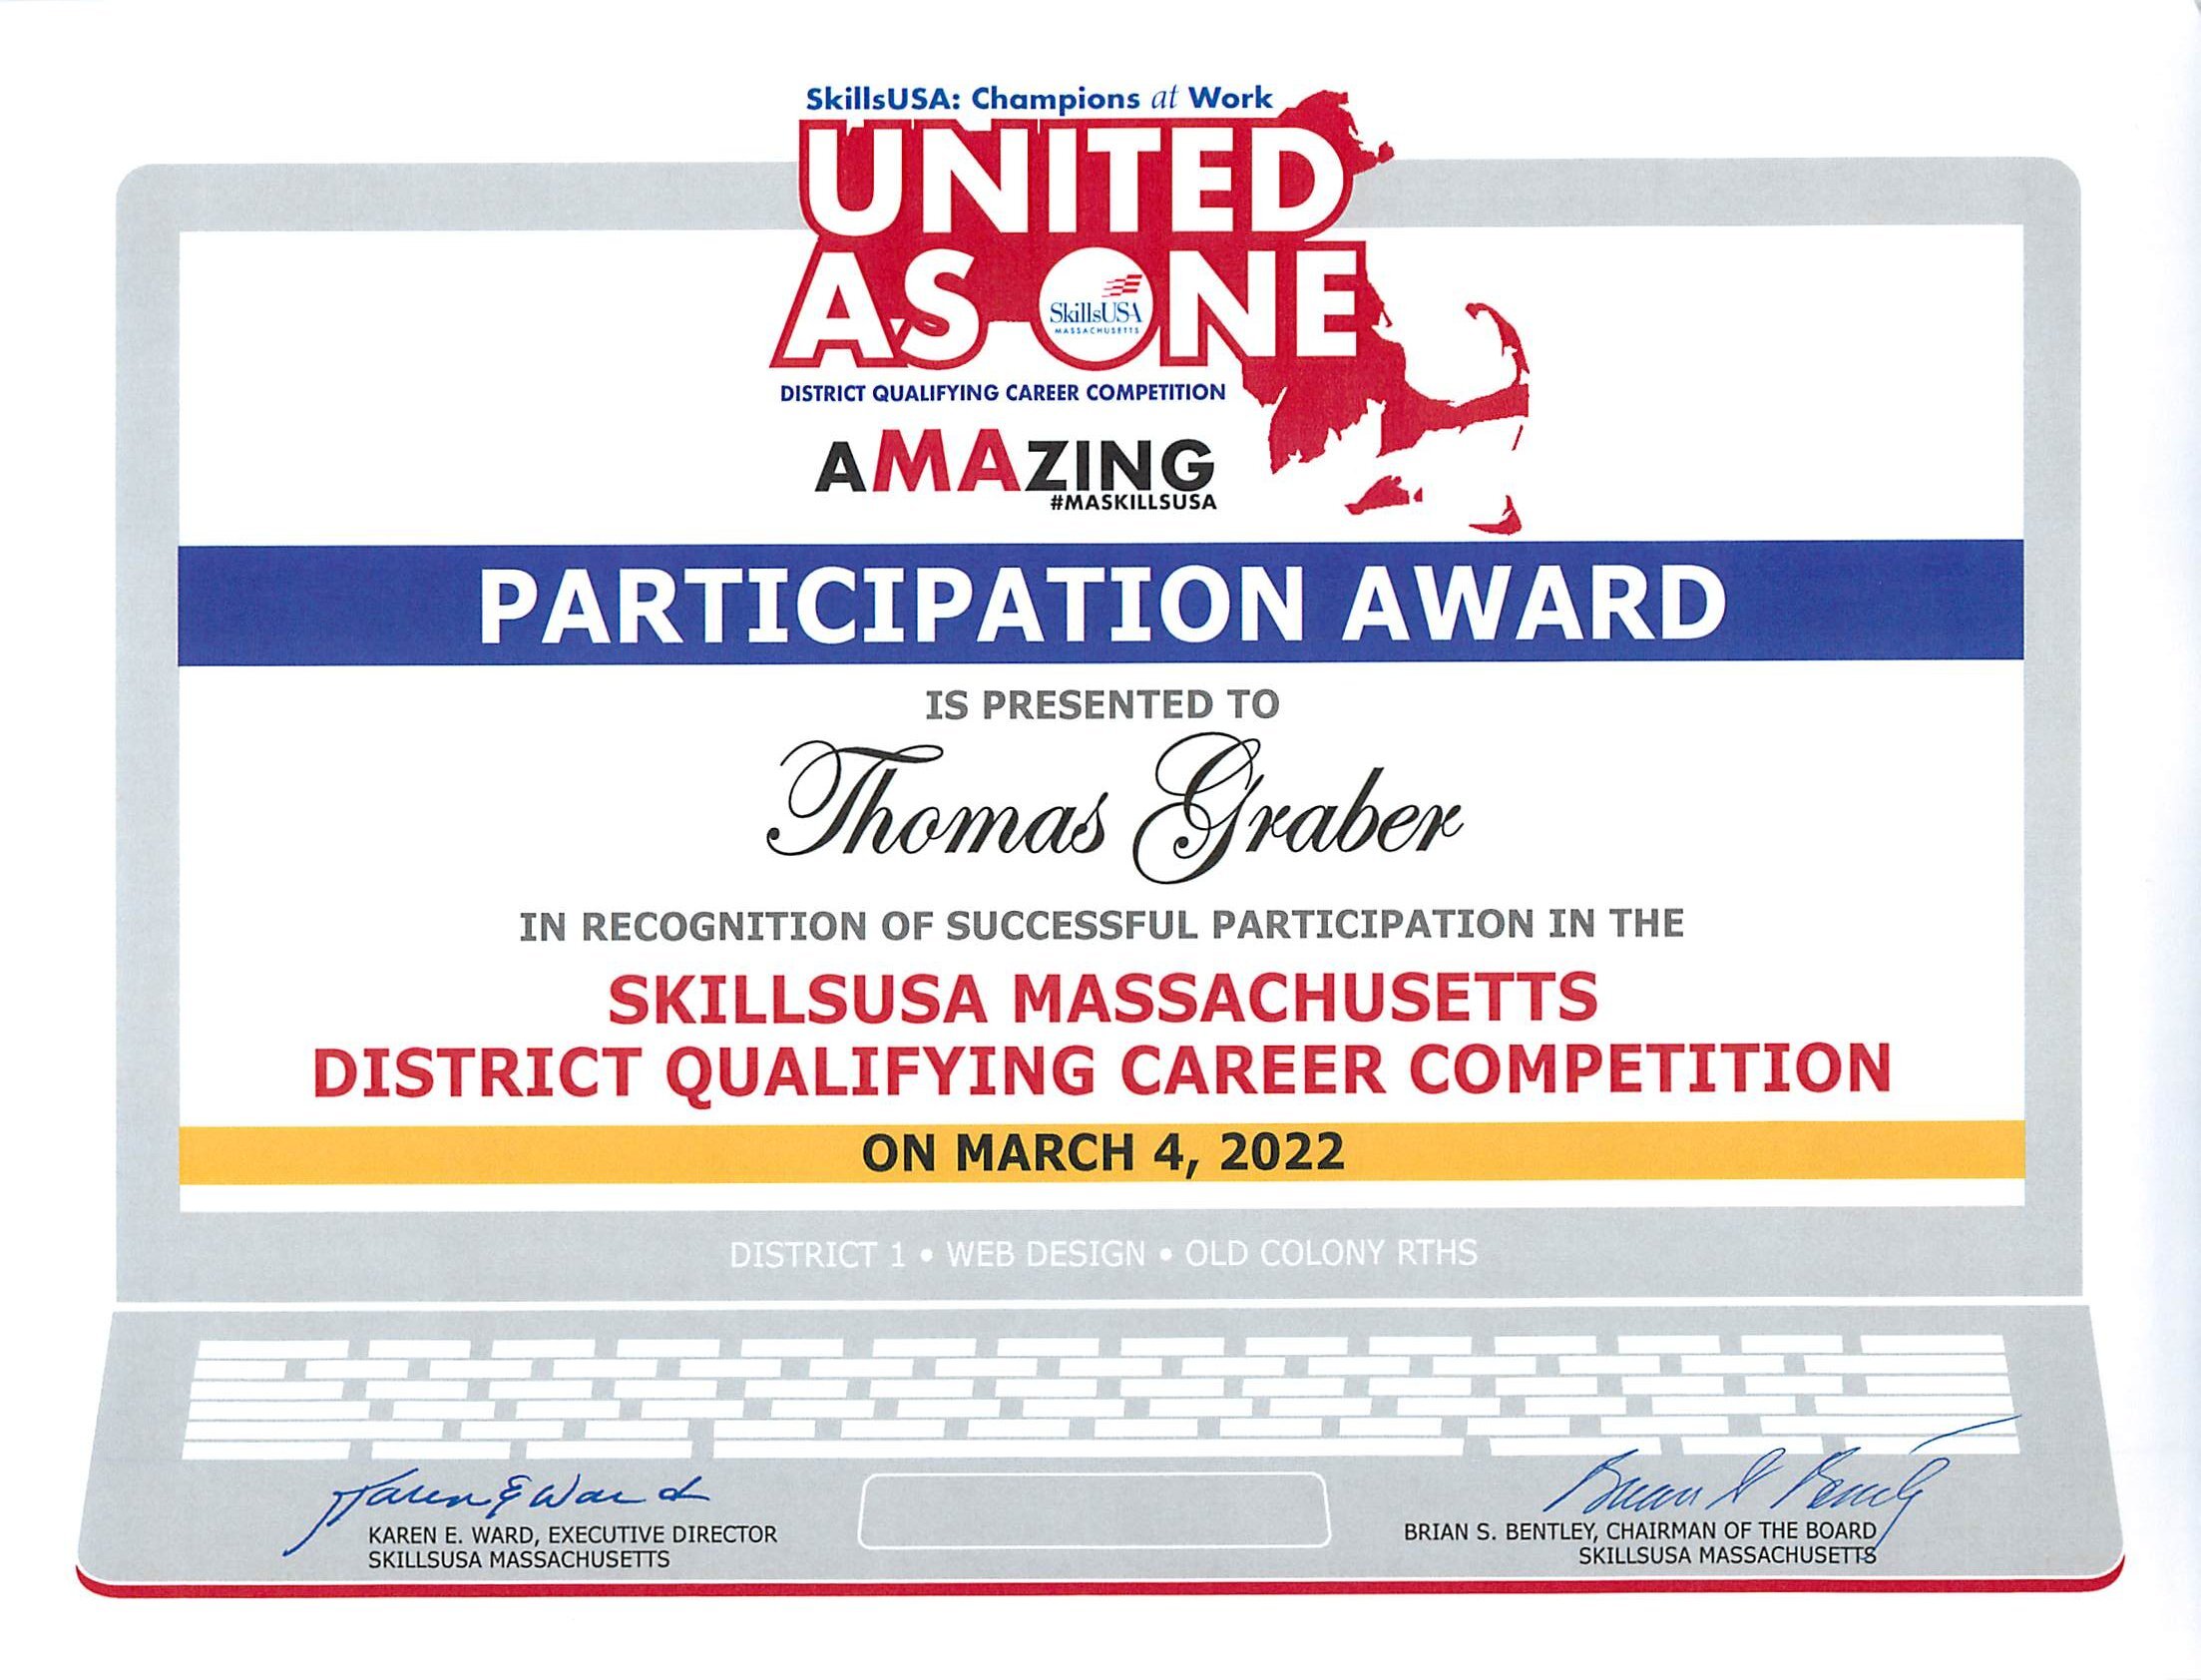 SkillsUSA: Champions at Work
UNITED
AS ONE
SkillsUSA
MASSACHUSETTS
DISTRICT QUALIFYING CAREER COMPETITION
AMAZING
#MASKILLSUSA
PARTICIPATION AWARD
IS PRESENTED TO
Thomas Graber
IN RECOGNITION OF SUCCESSFUL PARTICIPATION IN THE
SKILLSUSA MASSACHUSETTS
DISTRICT QUALIFYING CAREER COMPETITION
ON MARCH 4, 2022
DISTRICT 1 • WEB DESIGN • OLD COLONY RTHS
Karen E Ward
KAREN E. WARD, EXECUTIVE DIRECTOR
SKILLSUSA MASSACHUSETTS
Brian S Bently
BRIAN S. BENTLEY, CHAIRMAN OF THE BOARD
SKILLSUSA MASSACHUSETTS